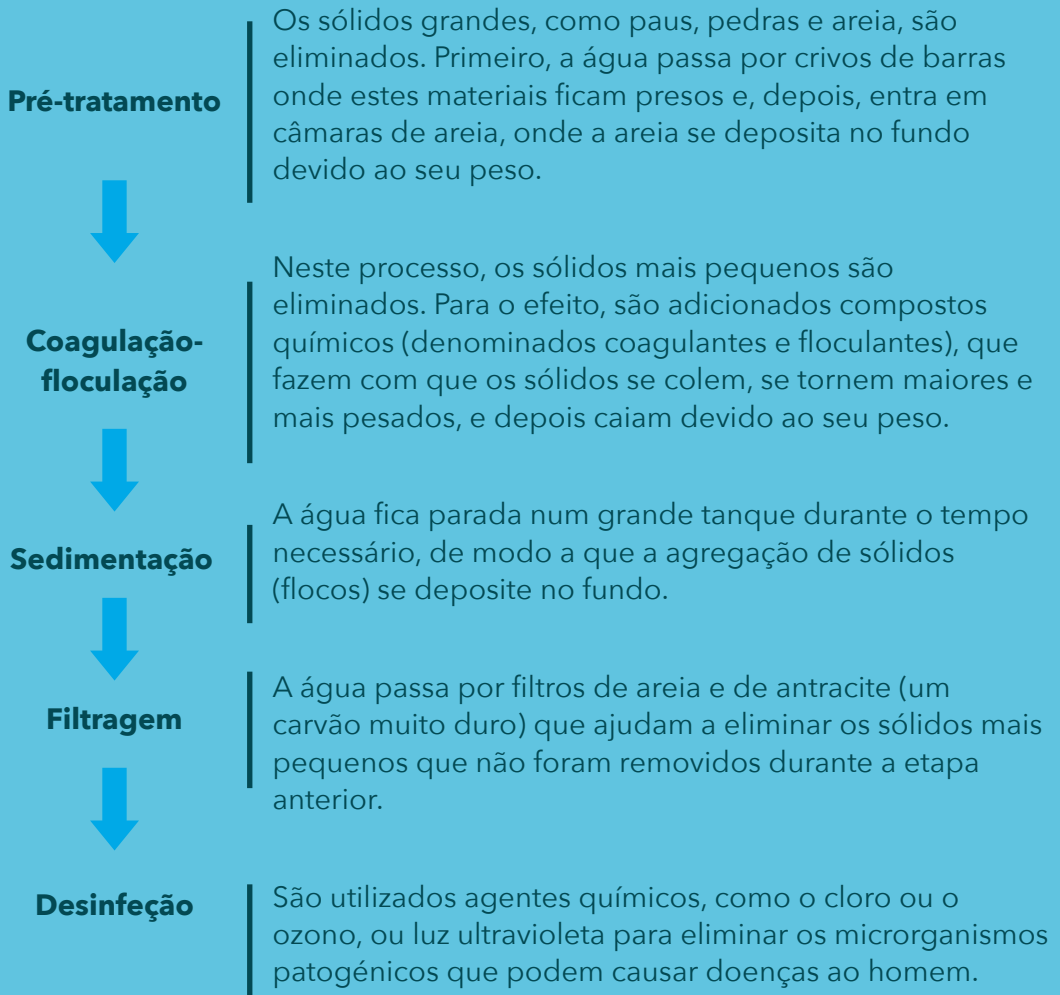 Pré-tratamento
Os sólidos grandes, como paus, pedras e areia, são
eliminados. Primeiro, a água passa por crivos de barras
onde estes materiais ficam presos e, depois, entra em
câmaras de areia, onde a areia se deposita no fundo
devido ao seu peso.
Coagulação-
floculação
Neste processo, os sólidos mais pequenos são
eliminados. Para o efeito, são adicionados compostos
químicos (denominados coagulantes e floculantes), que
fazem com que os sólidos se colem, se tornem maiores e
mais pesados, e depois caiam devido ao seu peso.
Sedimentação
A água fica parada num grande tanque durante o tempo
necessário, de modo a que a agregação de sólidos
(flocos) se deposite no fundo.
Filtragem
A água passa por filtros de areia e de antracite (um
carvão muito duro) que ajudam a eliminar os sólidos mais
pequenos que não foram removidos durante a etapa
anterior.
Desinfeção
São utilizados agentes químicos, como o cloro ou o
ozono, ou luz ultravioleta para eliminar os microrganismos
patogénicos que podem causar doenças ao homem.